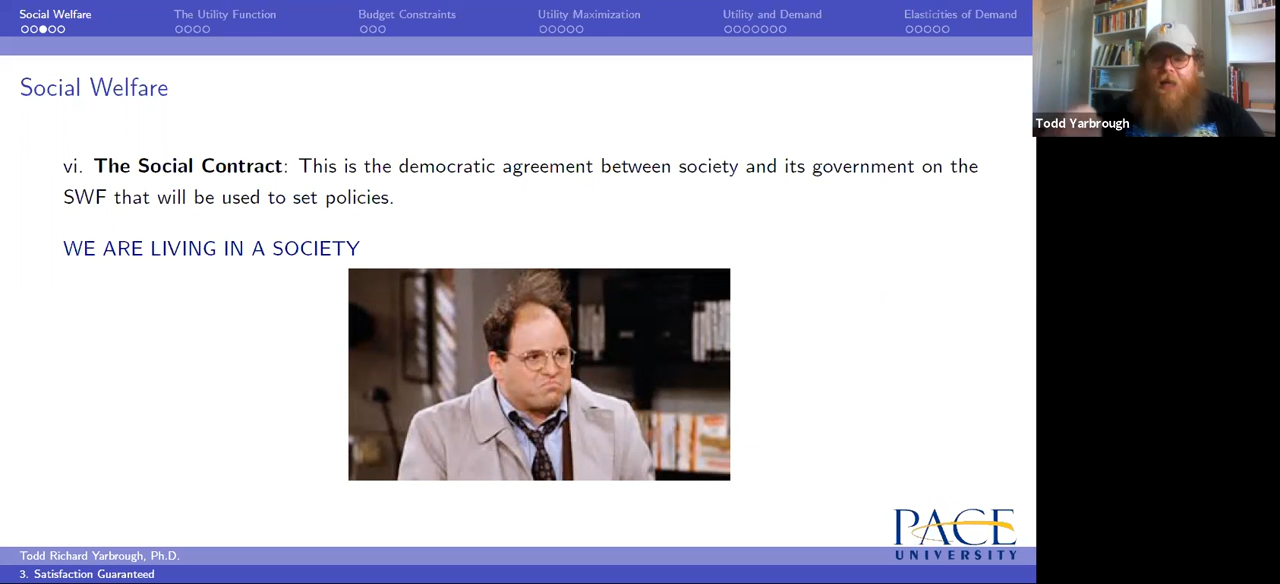 Social Welfare
The Utility Function
Budget Constraints
Utility Maximization
Utility and Demand
Elasticities of Demand
Social Welfare
vi. The Social Contract: This is the democratic agreement between society and its government on the
SWF that will be used to set policies.
WE ARE LIVING IN A SOCIETY
PACE
UNIVERSITY
Todd Richard Yarbrough, Ph.D.
3. Satisfaction Guaranteed
Todd Yarbrough